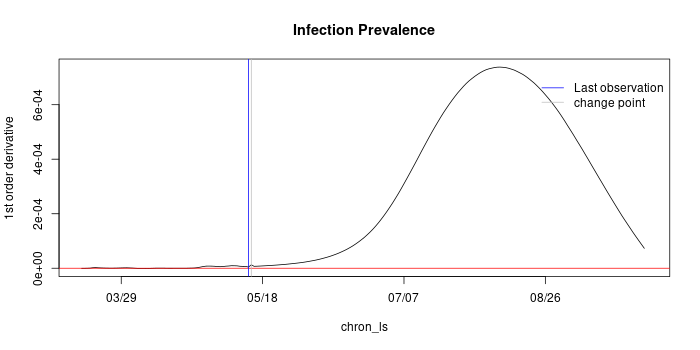 Infection Prevalence
1st order derivative
6e-04
4e-04
2e-04
0e+00
Last observation
change point
03/29
05/18
07/07
08/26
chron_ls